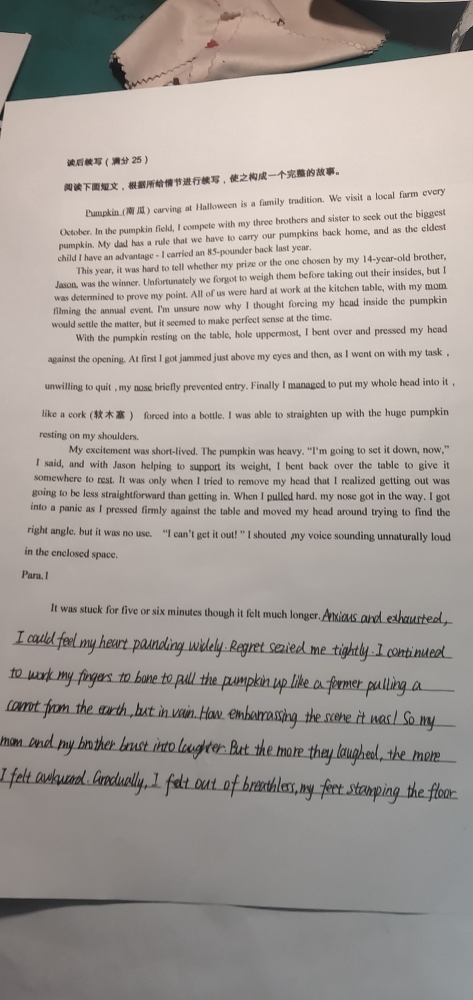 读后续写(满分 25)
阅读下面短文，根据所给情节进行续写，使之构成一个完整的故事。
Pumpkin (南瓜) carving at Halloween is a family tradition. We visit a local farm every
October. In the pumpkin field, I compete with my three brothers and sister to seek out the biggest
pumpkin. My dad has a rule that we have to carry our pumpkins back home, and as the eldest
child I have an advantage - I carried an 85-pounder back last year.
This year, it was hard to tell whether my prize or the one chosen by my 14-year-old brother,
Jason, was the winner. Unfortunately we forgot to weigh them before taking out their insides, but I
was determined to prove my point. All of us were hard at work at the kitchen table, with my mom
filming the annual event. I'm unsure now why I thought forcing my head inside the pumpkin
would settle the matter, but it seemed to make perfect sense at the time.
With the pumpkin resting on the table, hole uppermost, I bent over and pressed my head
against the opening. At first I got jammed just above my eyes and then, as I went on with my task ,
unwilling to quit , my nose briefly prevented entry. Finally I managed to put my whole head into it ,
like a cork (软木塞 ) forced into a bottle. I was able to straighten up with the huge pumpkin
resting on my shoulders.
My excitement was short-lived. The pumpkin was heavy. “I‘m going to set it down, now,”
I said, and with Jason helping to support its weight, I bent back over the table to give it
somewhere to rest. It was only when I tried to remove my head that I realized getting out was
going to be less straightforward than getting in. When I pulled hard. my nose got in the way. I got
into a panic as I pressed firmly against the table and moved my head around trying to find the
right angle. but it was no use. “I can’t get it out! ” I shouted ,my voice sounding unnaturally loud
in the enclosed space.
Para.1
It was stuck for five or six minutes though it felt much longer. Anxious and exhausted,
I could feel my heart pounding widely. Regret sezied me tightly. I continued
to work my fingers to bone to pull the pumpkin up like a farmer pulling a
carrot from the earth, but in vain. How embarrassing the scene it was! So my
mom and my brother brust into laughter. But the more they laughed, the more
I felt awkward. Gradually, I felt out of breathless, my feet stamping the floor